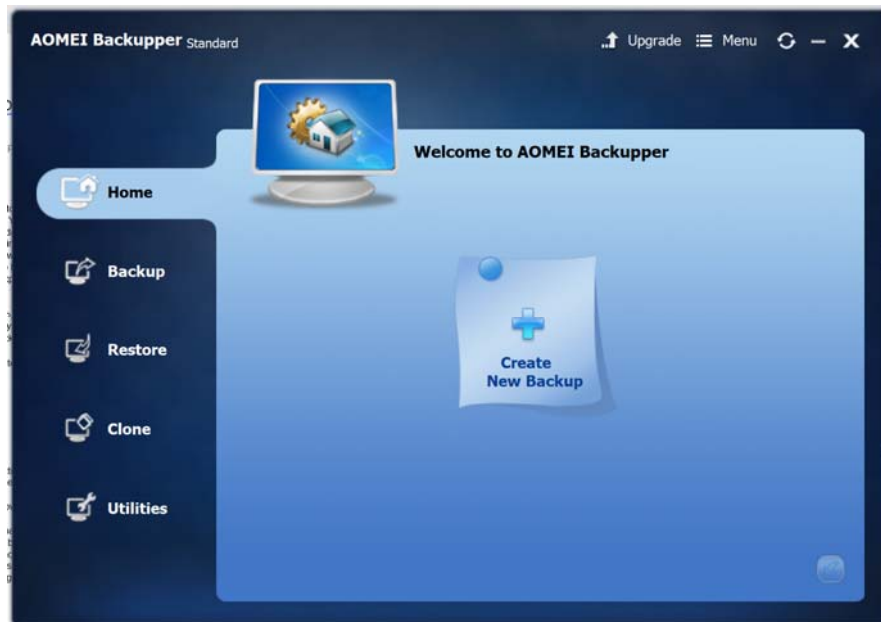 AOMEI Backupper Standard
Upgrade Menu
Welcome to AOMEI Backupper
Home
Backup
Restore
Clone
Utilities
Create
New Backup